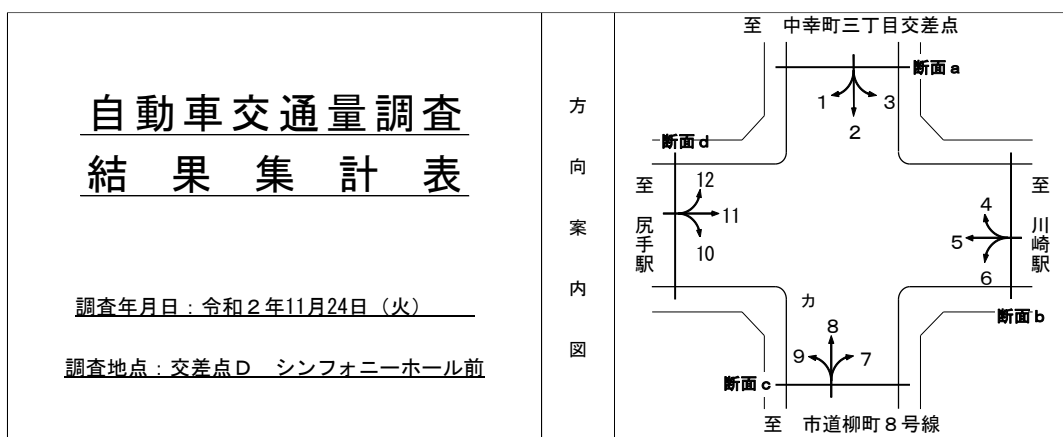 自動車交通量調査
結果集計表
調査年月日：令和２年11月24日（火）
調査地点：交差点Ｄ　シンフォニーホール前
方向案内図
至　中幸町三丁目交差点
断面ａ
1
2
3
断面ｄ
至　尻手駅
12
11
10
至　川崎駅
4
5
6
断面ｂ
カ
8
9
7
断面ｃ
至　市道柳町８号線